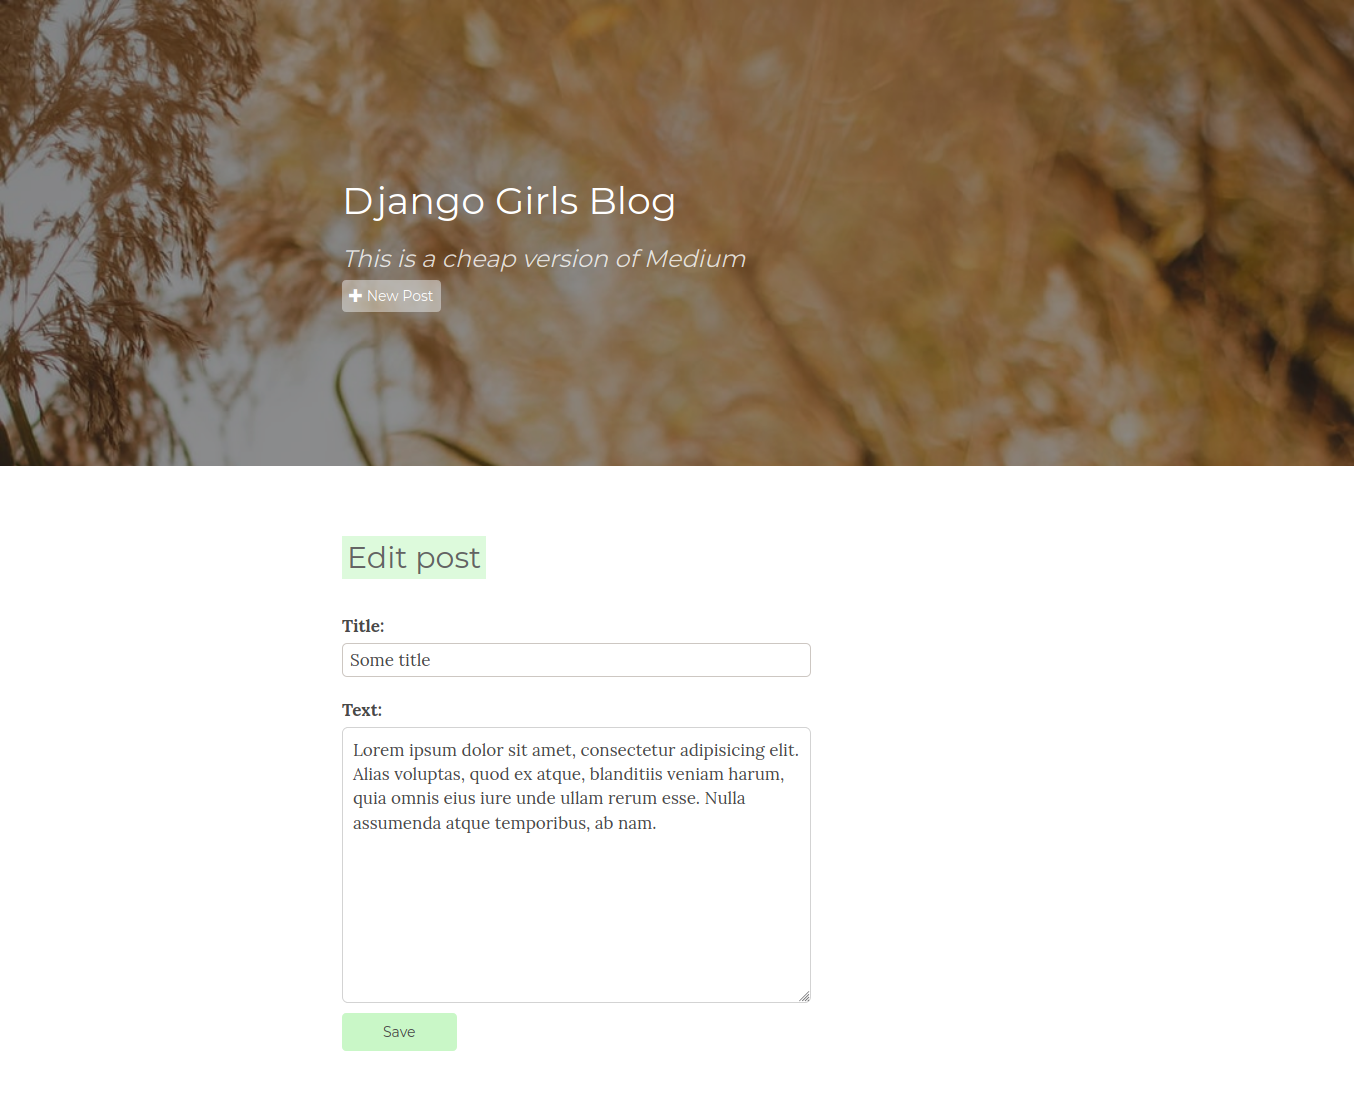 Django Girls Blog
This is a cheap version of Medium
New Post
Edit post
Title:
Some title
Text:
Lorem ipsum dolor sit amet, consectetur adipisicing elit.
Alias voluptas, quod ex atque, blanditiis veniam harum,
quia omnis eius iure unde ullam rerum esse. Nulla
assumenda atque temporibus, ab nam.
Save